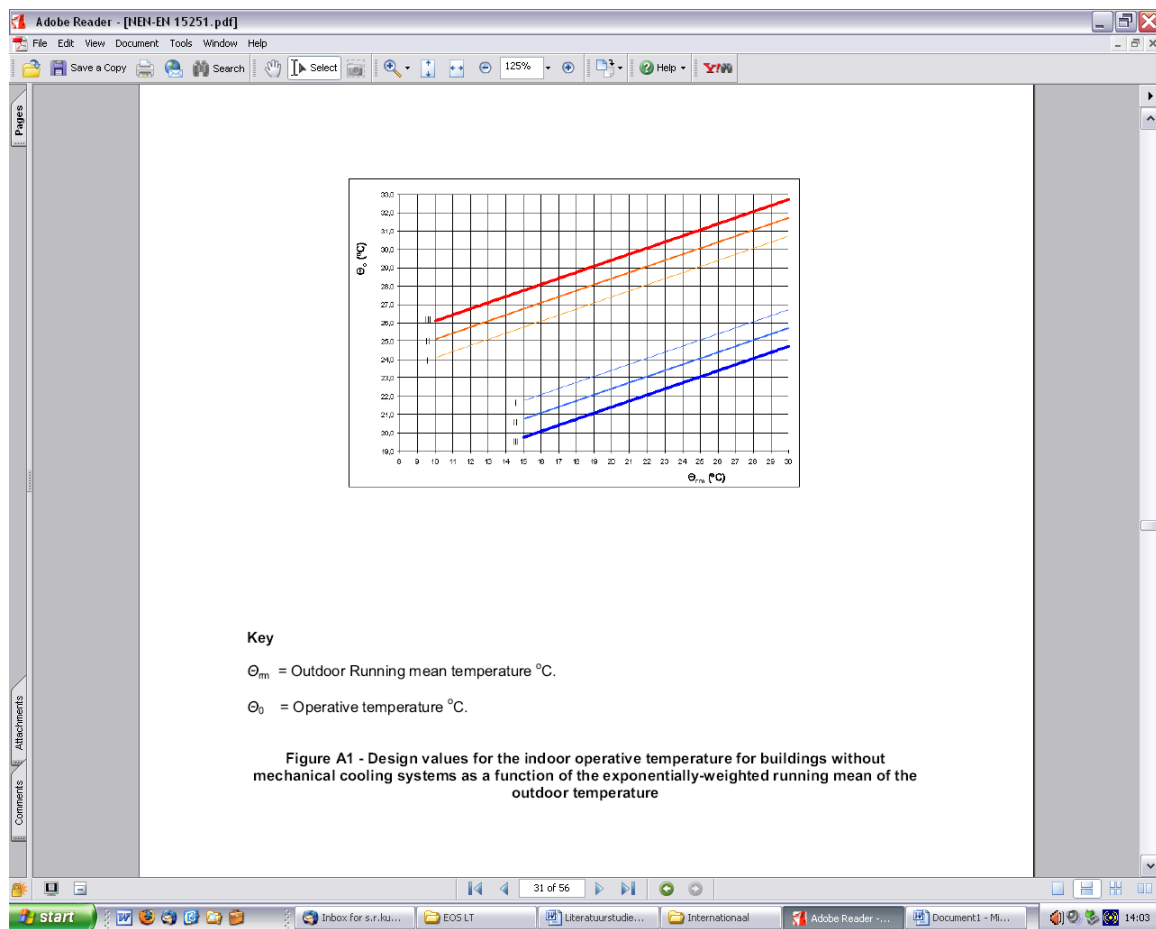 Adobe Reader - [NEN-EN 15251.pdf]
File Edit View Document Tools Window Help
Save a Copy Search Select 125% Help Y!
Pages
33,0
32,0
31,0
30,0
29,0
28,0
27,0
26,0
25,0
24,0
23,0
22,0
21,0
20,0
19,0
Θo (ºC)
III
II
I
I
II
III
8 9 10 11 12 13 14 15 16 17 18 19 20 21 22 23 24 25 26 27 28 29 30
Θrm (ºC)
Key
Θrm = Outdoor Running mean temperature °C.
Θ0 = Operative temperature °C.
Figure A1 - Design values for the indoor operative temperature for buildings without
mechanical cooling systems as a function of the exponentially-weighted running mean of the
outdoor temperature
Attachments
Comments
31 of 56
start Inbox for s.r.ku... EOS LT Literatuurstudie... Internationaal Adobe Reader -... Document1 - Mi... 14:03